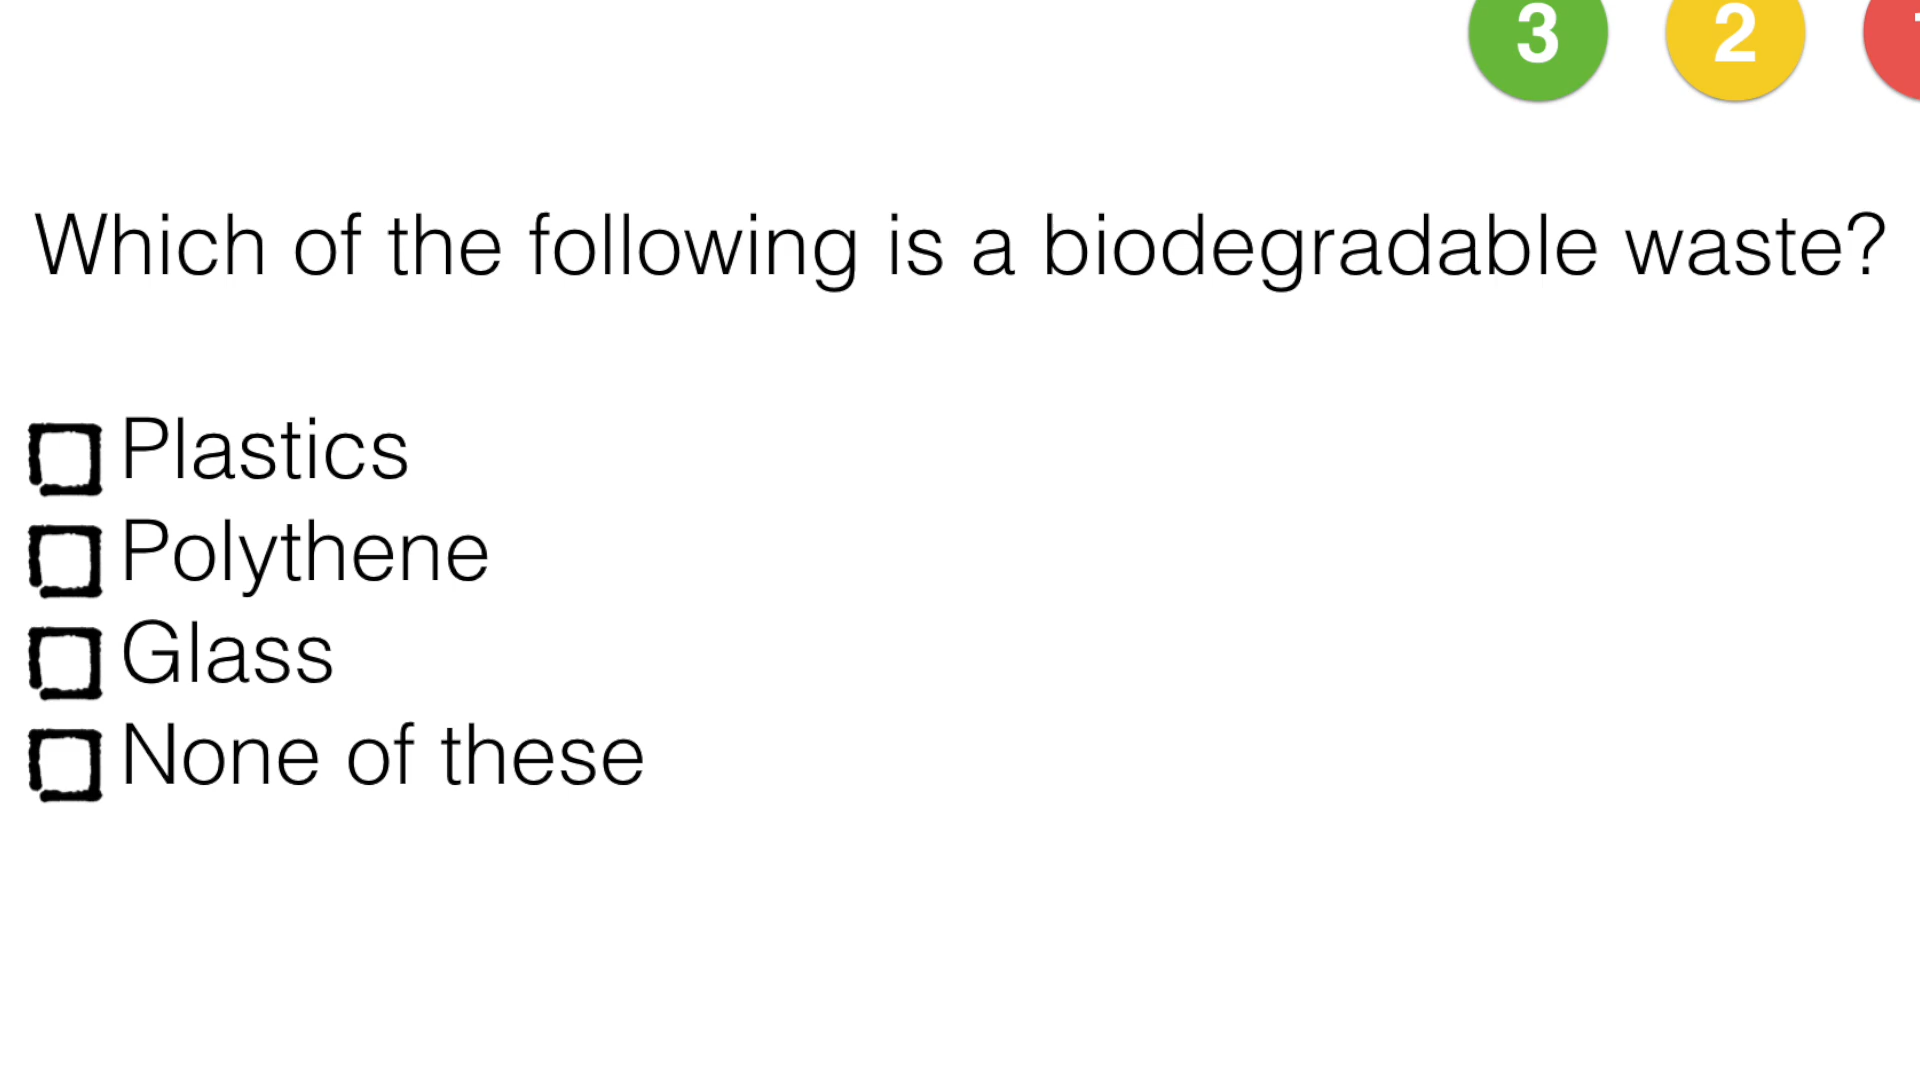 3 2
Which of the following is a biodegradable waste?
Plastics
Polythene
Glass
None of these